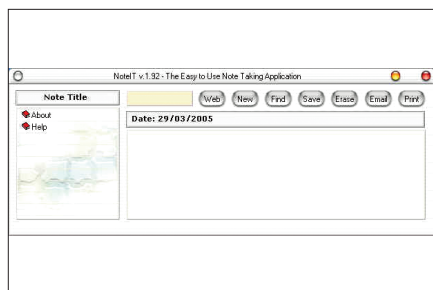 NoteIT v.1.92 - The Easy to Use Note Taking Application
Note Title
Web New Find Save Erase Email Print
About
Help
Date: 29/03/2005